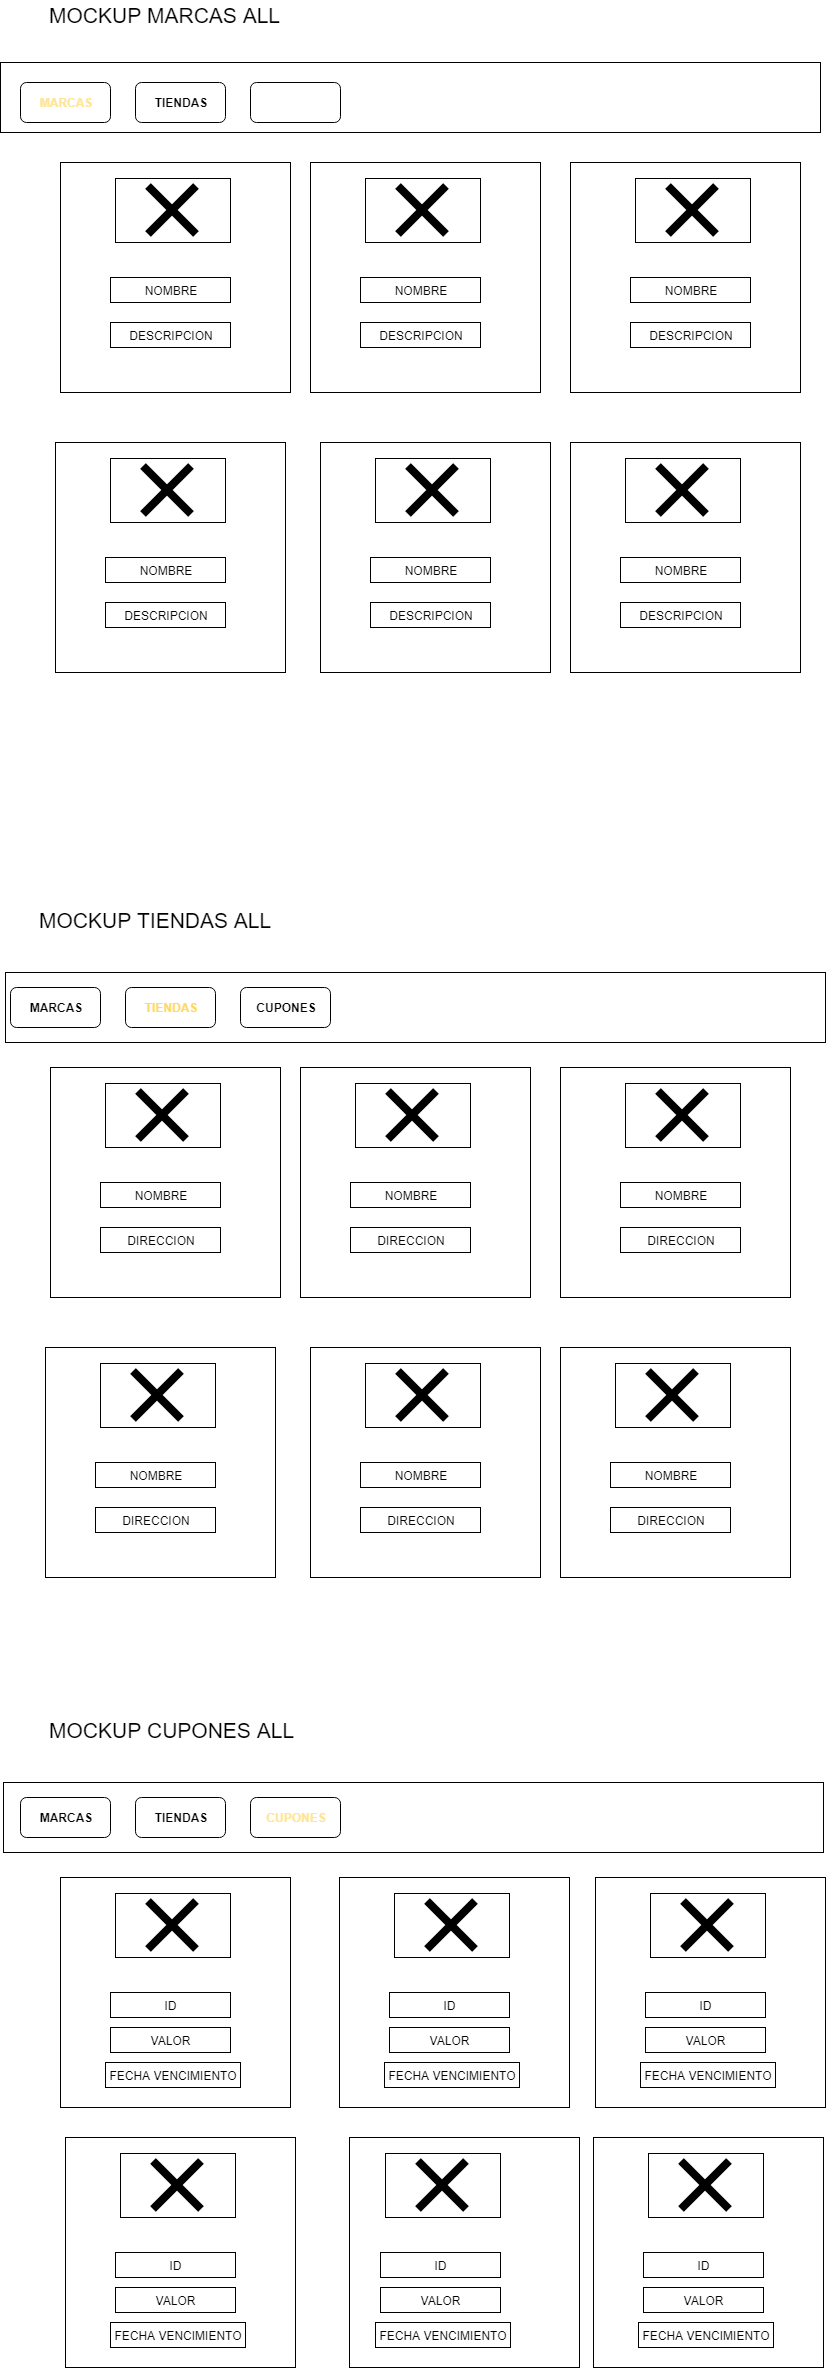 MOCKUP MARCAS ALL
MARCAS TIENDAS
NOMBRE NOMBRE NOMBRE
DESCRIPCION DESCRIPCION DESCRIPCION
NOMBRE NOMBRE NOMBRE
DESCRIPCION DESCRIPCION DESCRIPCION
MOCKUP TIENDAS ALL
MARCAS TIENDAS CUPONES
NOMBRE NOMBRE NOMBRE
DIRECCION DIRECCION DIRECCION
NOMBRE NOMBRE NOMBRE
DIRECCION DIRECCION DIRECCION
MOCKUP CUPONES ALL
MARCAS TIENDAS CUPONES
ID ID ID
VALOR VALOR VALOR
FECHA VENCIMIENTO FECHA VENCIMIENTO FECHA VENCIMIENTO
ID ID ID
VALOR VALOR VALOR
FECHA VENCIMIENTO FECHA VENCIMIENTO FECHA VENCIMIENTO